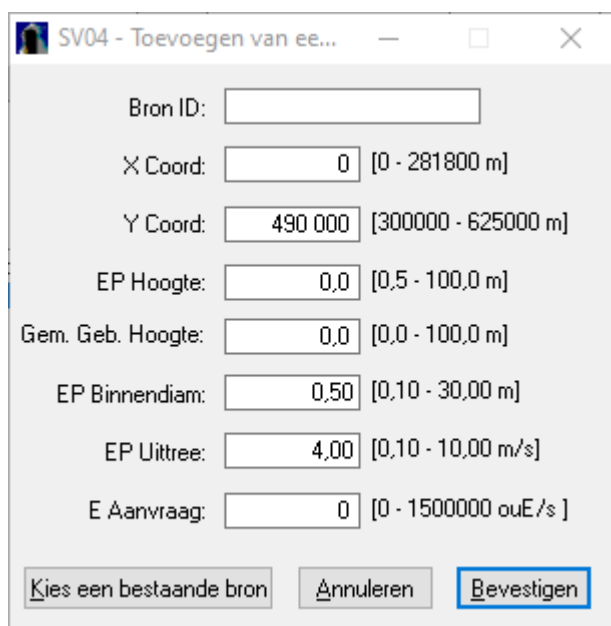 SV04 - Toevoegen van ee...
Bron ID:
X Coord: 0 [0 - 281800 m]
Y Coord: 490 000 [300000 - 625000 m]
EP Hoogte: 0,0 [0,5 - 100,0 m]
Gem. Geb. Hoogte: 0,0 [0,0 - 100,0 m]
EP Binnendiam: 0,50 [0,10 - 30,00 m]
EP Uittree: 4,00 [0,10 - 10,00 m/s]
E Aanvraag: 0 [0 - 1500000 ouE/s ]
Kies een bestaande bron Annuleren Bevestigen